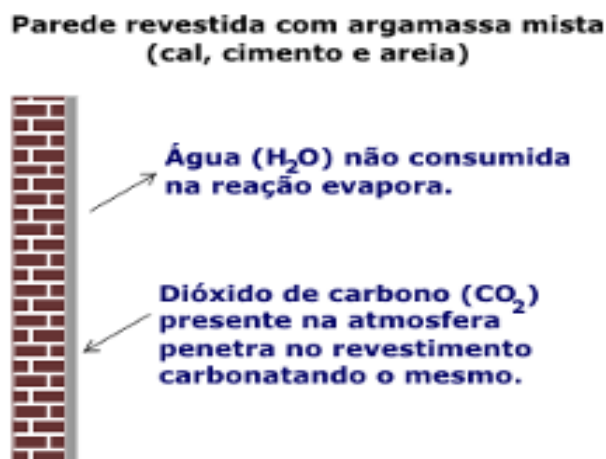 Parede revestida com argamassa mista
(cal, cimento e areia)
Água (H₂O) não consumida
na reação evapora.
Dióxido de carbono (CO₂)
presente na atmosfera
penetra no revestimento
carbonatando o mesmo.